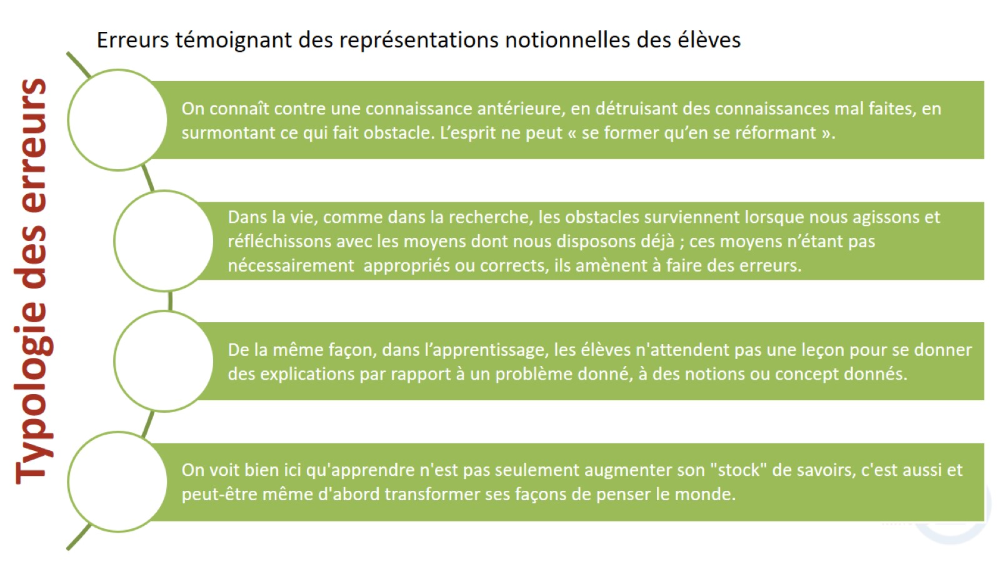 Erreurs témoignant des représentations notionnelles des élèves
Typologie des erreurs
On connaît contre une connaissance antérieure, en détruisant des connaissances mal faites, en
surmontant ce qui fait obstacle. L’esprit ne peut « se former qu’en se réformant ».
Dans la vie, comme dans la recherche, les obstacles surviennent lorsque nous agissons et
réfléchissons avec les moyens dont nous disposons déjà ; ces moyens n’étant pas
nécessairement  appropriés ou corrects, ils amènent à faire des erreurs.
De la même façon, dans l’apprentissage, les élèves n'attendent pas une leçon pour se donner
des explications par rapport à un problème donné, à des notions ou concept donnés.
On voit bien ici qu'apprendre n'est pas seulement augmenter son "stock" de savoirs, c'est aussi et
peut-être même d'abord transformer ses façons de penser le monde.